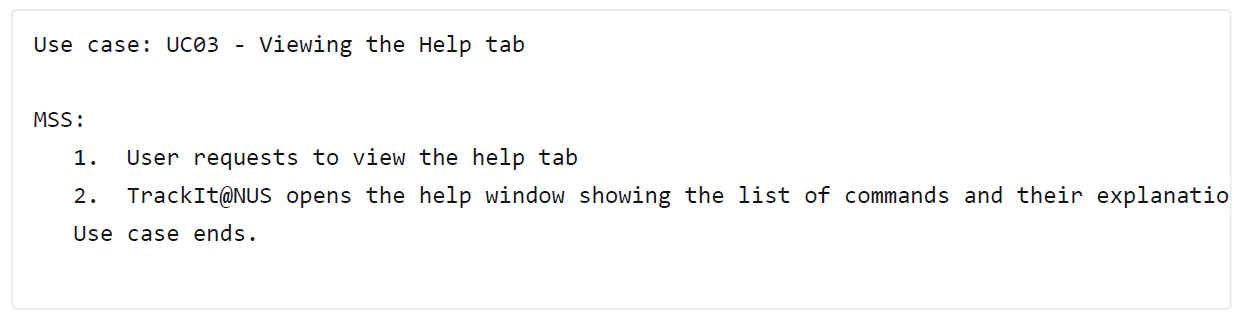 Use case: UC03 - Viewing the Help tab
MSS:
1. User requests to view the help tab
2. TrackIt@NUS opens the help window showing the list of commands and their explanatio
Use case ends.